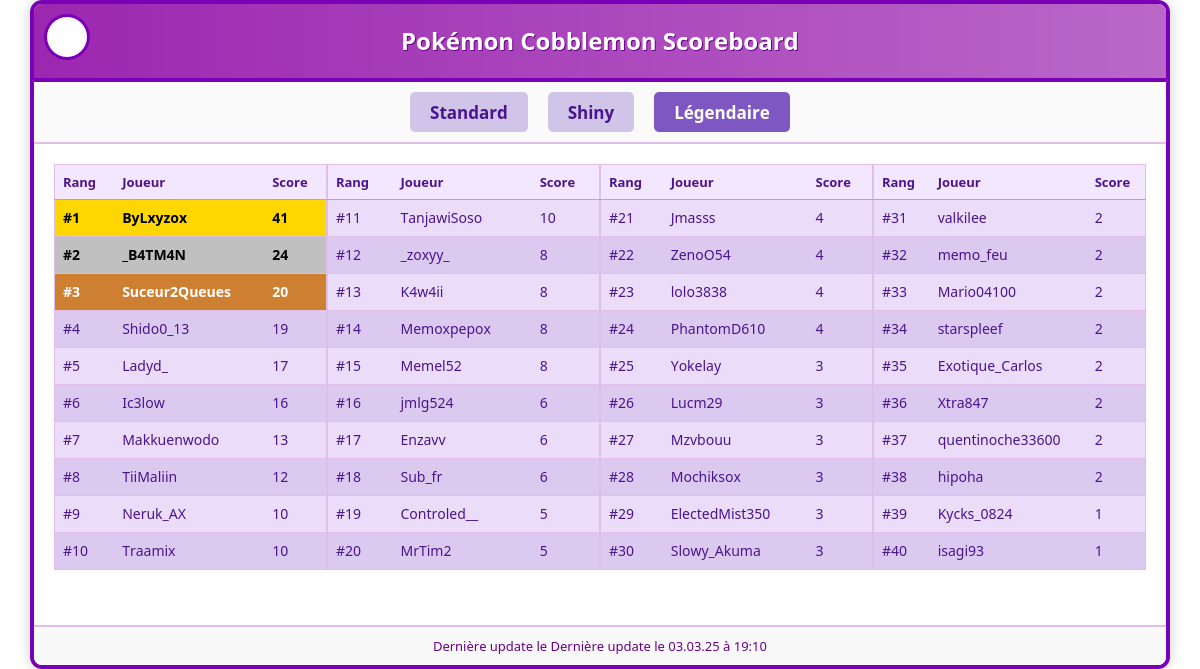 Pokémon Cobblemon Scoreboard
Standard Shiny Légendaire
Rang Joueur Score Rang Joueur Score Rang Joueur Score Rang Joueur Score
#1 ByLxyzox 41 #11 TanjawiSoso 10 #21 Jmasss 4 #31 valkilee 2
#2 _B4TM4N 24 #12 _zoxyy_ 8 #22 ZenoO54 4 #32 memo_feu 2
#3 Suceur2Queues 20 #13 K4w4ii 8 #23 lolo3838 4 #33 Mario04100 2
#4 Shido0_13 19 #14 Memoxpepox 8 #24 PhantomD610 4 #34 starspleef 2
#5 Ladyd_ 17 #15 Memel52 8 #25 Yokelay 3 #35 Exotique_Carlos 2
#6 Ic3low 16 #16 jmlg524 6 #26 Lucm29 3 #36 Xtra847 2
#7 Makkuenwodo 13 #17 Enzavv 6 #27 Mzvbouu 3 #37 quentinoche33600 2
#8 TiiMaliin 12 #18 Sub_fr 6 #28 Mochiksox 3 #38 hipoha 2
#9 Neruk_AX 10 #19 Controled__ 5 #29 ElectedMist350 3 #39 Kycks_0824 1
#10 Traamix 10 #20 MrTim2 5 #30 Slowy_Akuma 3 #40 isagi93 1
Dernière update le Dernière update le 03.03.25 à 19:10